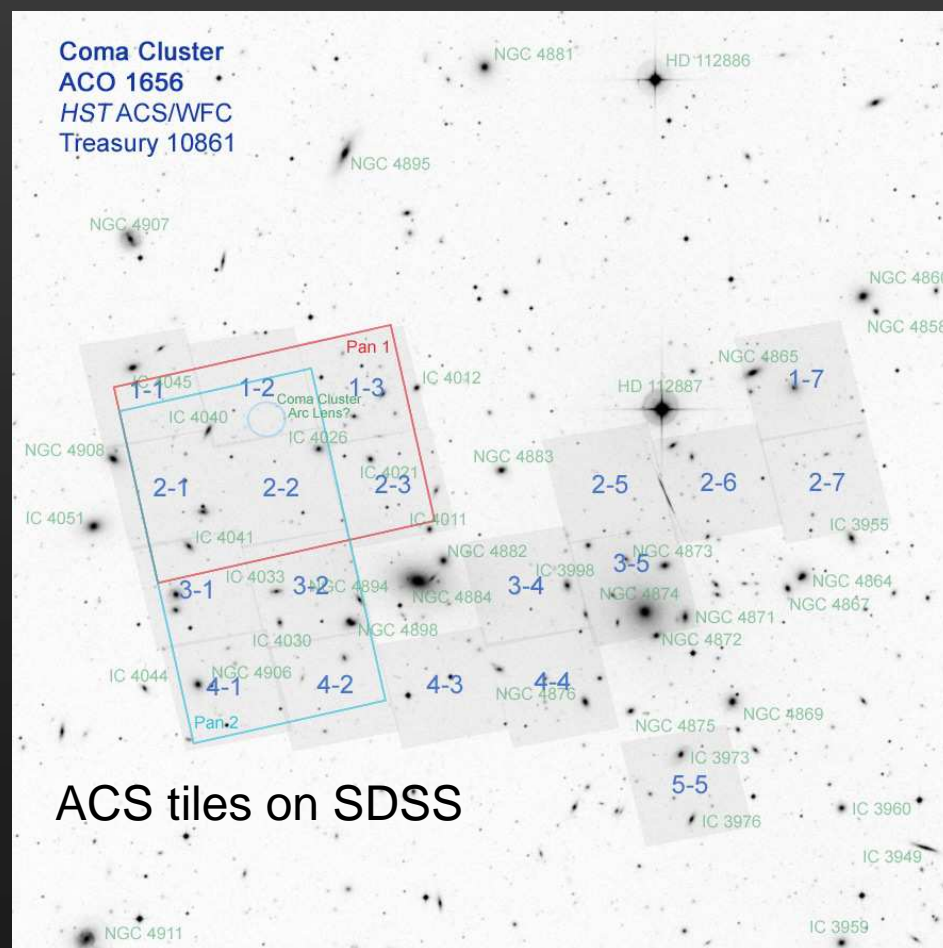 Coma Cluster
ACO 1656
HST ACS/WFC
Treasury 10861
NGC 4881
HD 112886
NGC 4895
NGC 4907
NGC 4860
NGC 4858
Pan 1
NGC 4865
1-7
IC 4045
1-1
1-2
1-3
IC 4012
HD 112887
Coma Cluster
Arc Lens?
IC 4040
IC 4026
NGC 4908
IC 4021
NGC 4883
2-1
2-2
2-3
2-5
2-6
2-7
IC 4051
IC 4011
IC 3955
IC 4041
NGC 4882
NGC 4873
IC 4033
3-1
3-2
NGC 4894
NGC 4884
3-4
IC 3998
3-5
NGC 4874
NGC 4864
NGC 4867
NGC 4871
IC 4030
NGC 4898
NGC 4872
IC 4044
NGC 4906
4-1
4-2
4-3
4-4
NGC 4876
Pan 2
NGC 4875
NGC 4869
IC 3973
5-5
ACS tiles on SDSS
IC 3976
IC 3960
IC 3949
NGC 4911
IC 3959